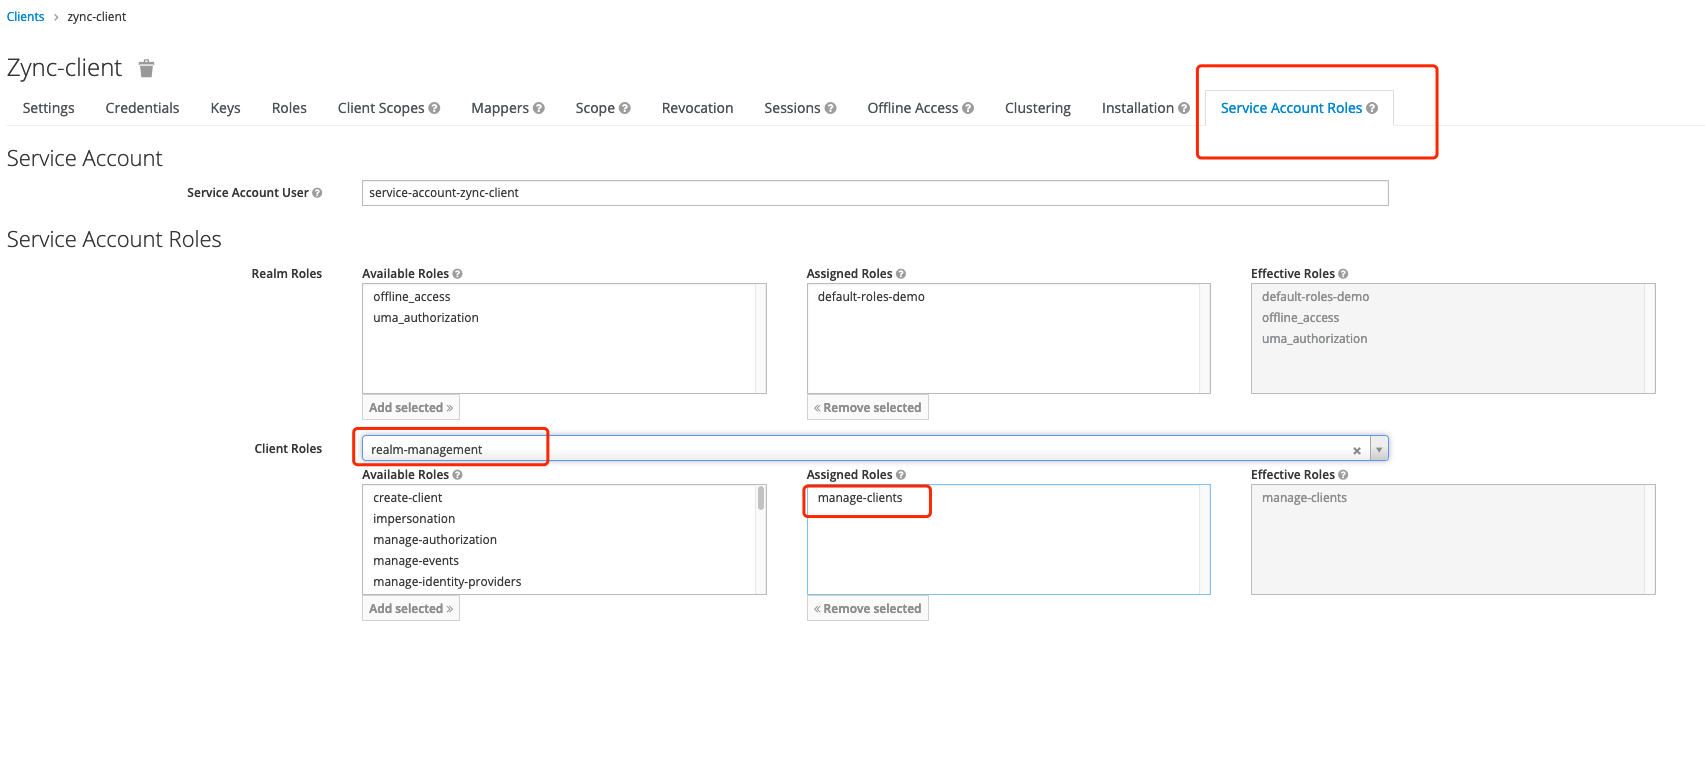 Clients > zync-client
Zync-client
Settings Credentials Keys Roles Client Scopes Mappers Scope Revocation Sessions Offline Access Clustering Installation Service Account Roles
Service Account
Service Account User service-account-zync-client
Service Account Roles
Realm Roles
Available Roles
offline_access
uma_authorization
Add selected »
Assigned Roles
default-roles-demo
« Remove selected
Effective Roles
default-roles-demo
offline_access
uma_authorization
Client Roles
realm-management
Available Roles
create-client
impersonation
manage-authorization
manage-events
manage-identity-providers
Add selected »
Assigned Roles
manage-clients
« Remove selected
Effective Roles
manage-clients